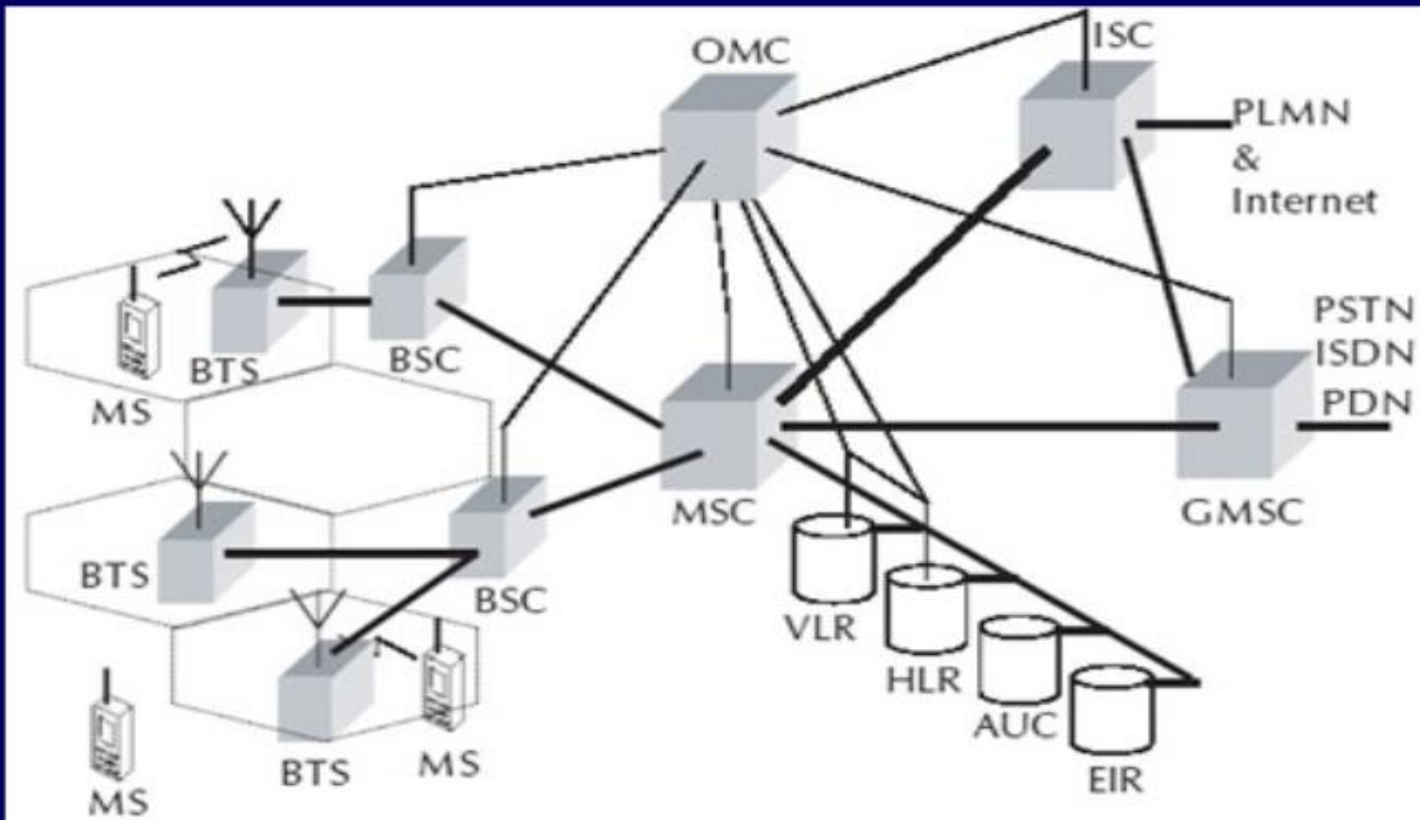 OMC
ISC
PLMN
&
Internet
BTS
BSC
MS
PSTN
ISDN
PDN
MSC
GMSC
BTS
BSC
VLR
HLR
AUC
EIR
BTS
MS
MS